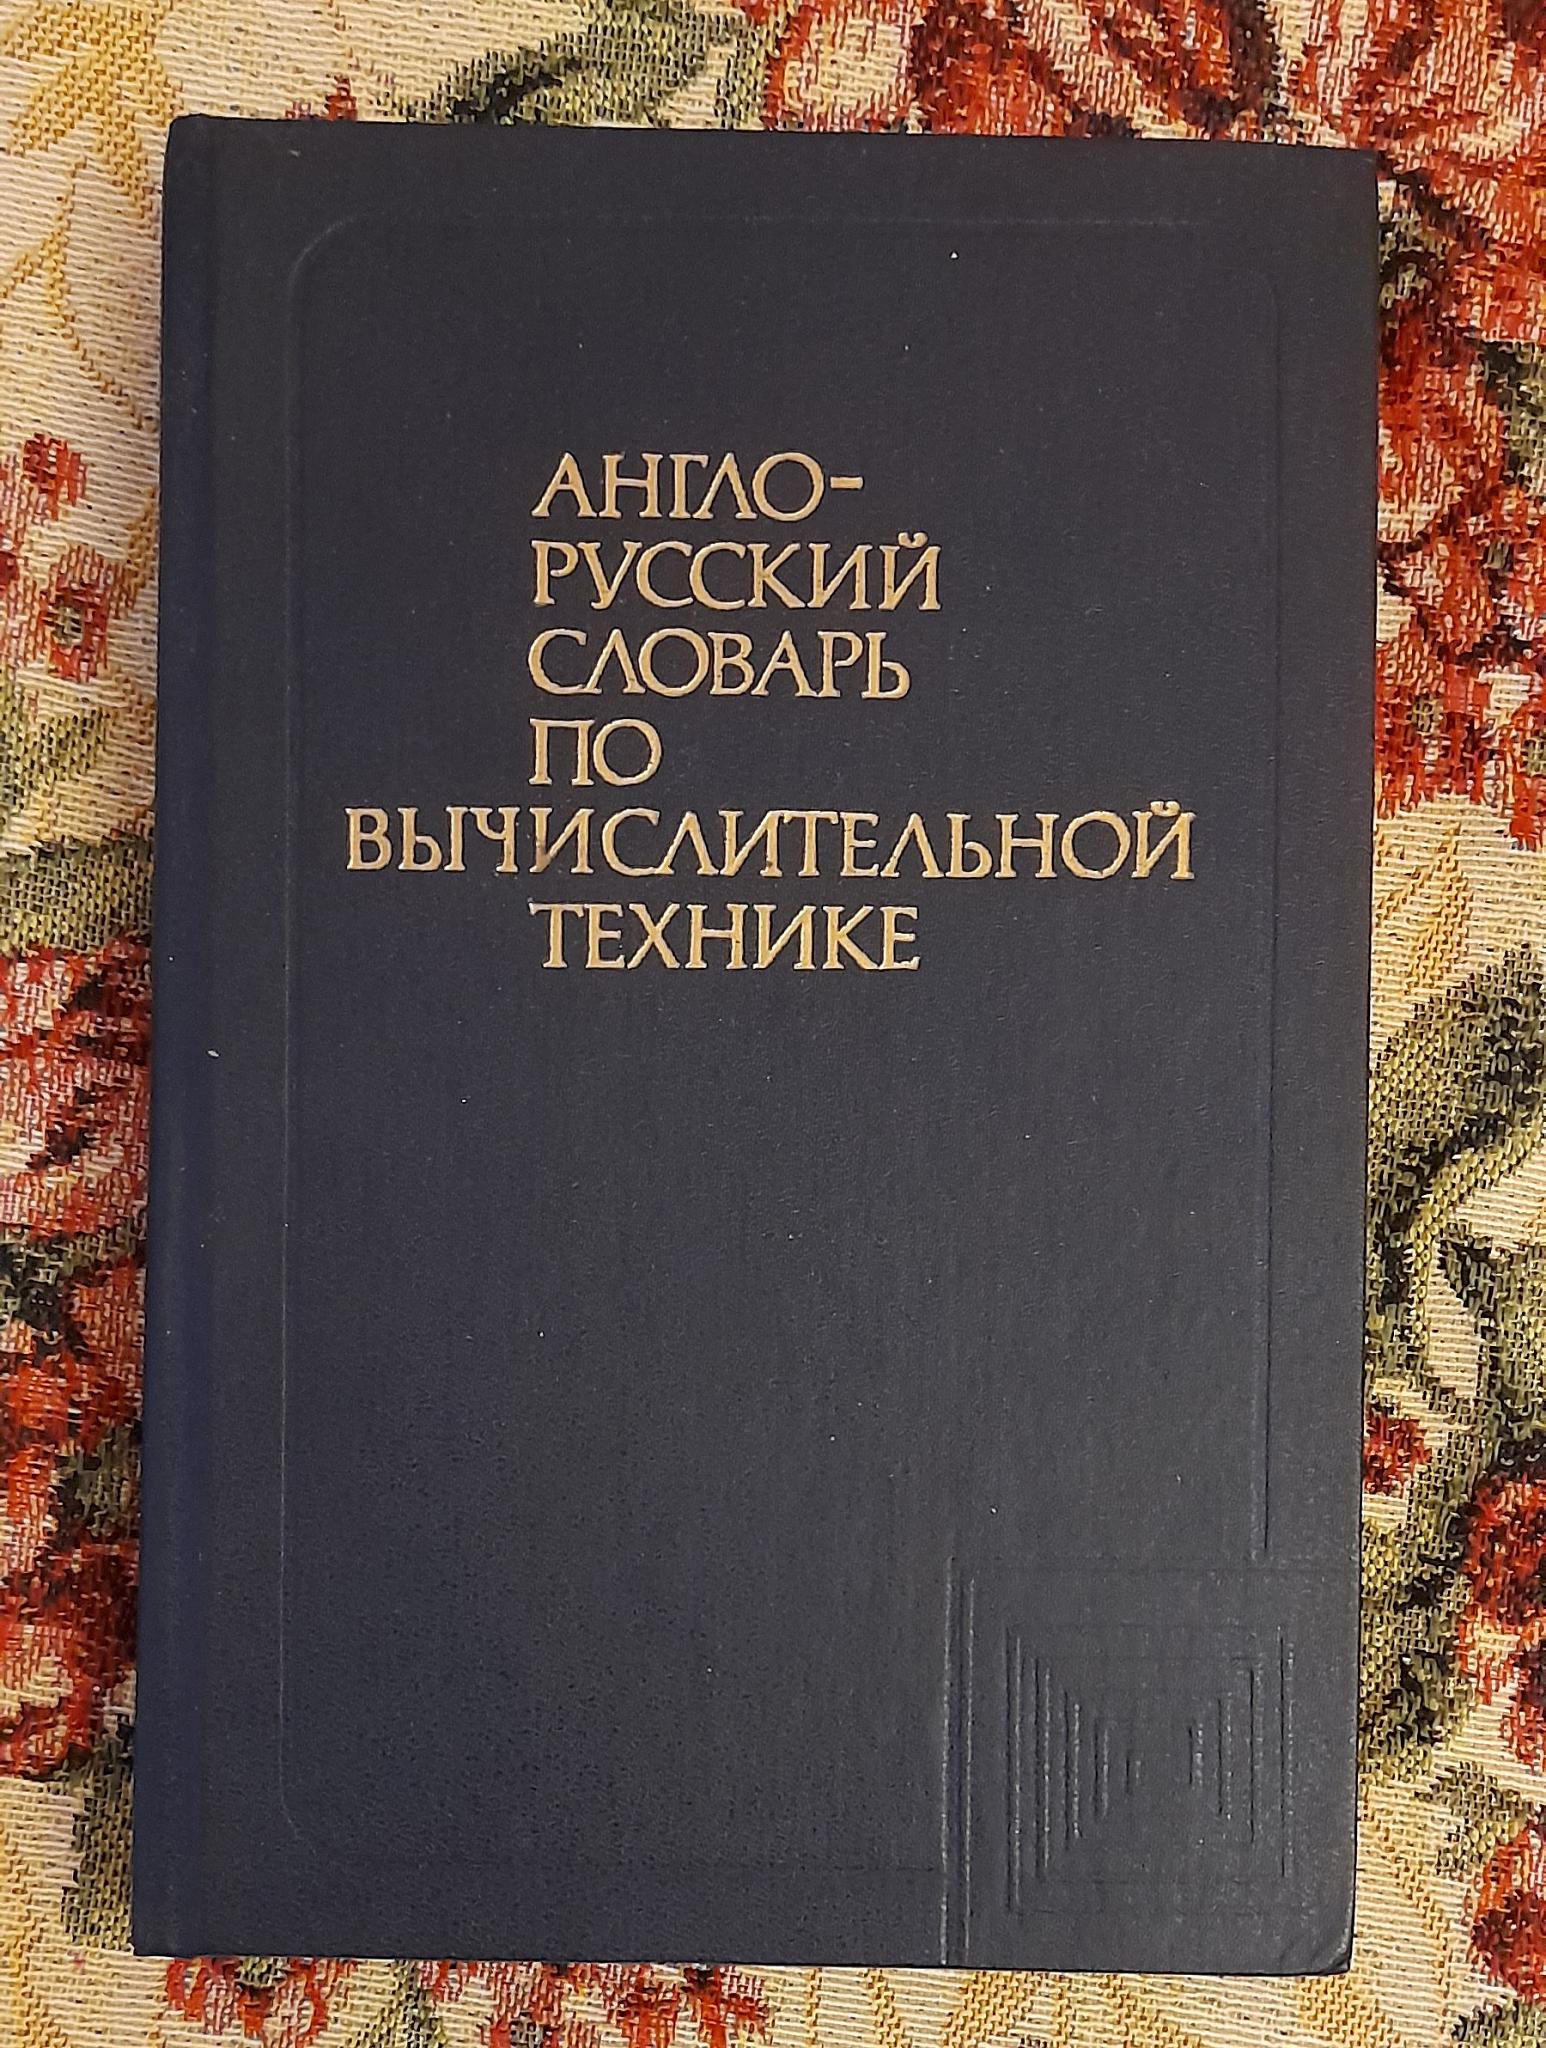 АНГЛО-
РУССКИЙ
СЛОВАРЬ
ПО
ВЫЧИСЛИТЕЛЬНОЙ
ТЕХНИКЕ